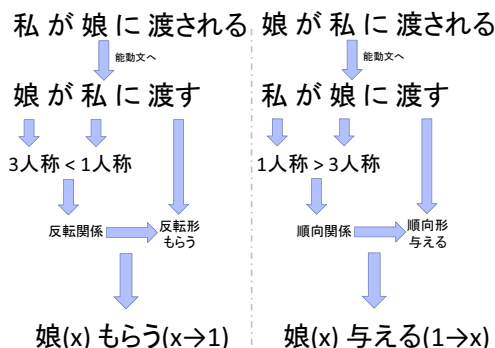 私 が 娘 に 渡される
能動文へ
娘 が 私 に 渡す
3人称 < 1人称
反転関係
反転形
もらう
娘(x) もらう(x→1)
娘 が 私 に 渡される
能動文へ
私 が 娘 に 渡す
1人称 > 3人称
順向関係
順向形
与える
娘(x) 与える(1→x)